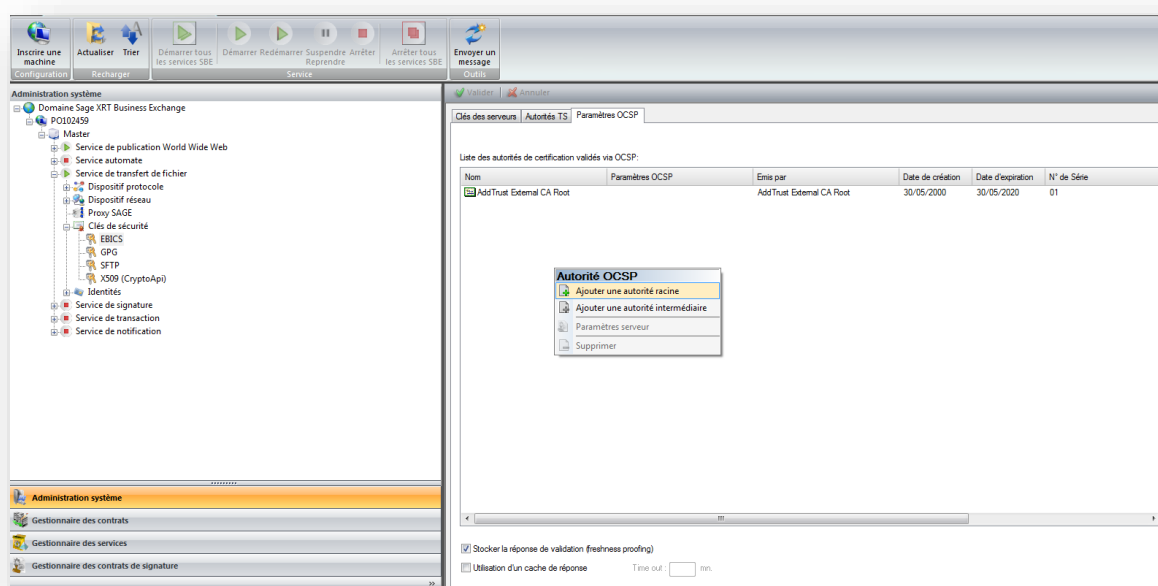 Inscrire une machine
Actualiser
Trier
Démarrer tous les services SBE
Démarrer
Redémarrer
Suspendre Reprendre
Arrêter
Arrêter tous les services SBE
Envoyer un message
Configuration
Recharger
Service
Outils
Administration système
Domaine Sage XRT Business Exchange
PO102459
Master
Service de publication World Wide Web
Service automate
Service de transfert de fichier
Dispositif protocole
Dispositif réseau
Proxy SAGE
Clés de sécurité
EBICS
GPG
SFTP
X509 (CryptoApi)
Identités
Service de signature
Service de transaction
Service de notification
Administration système
Gestionnaire des contrats
Gestionnaire des services
Gestionnaire des contrats de signature
Valider
Annuler
Clés des serveurs
Autorités TS
Paramètres OCSP
Liste des autorités de certification validés via OCSP:
Nom Paramètres OCSP Emis par Date de création Date d'expiration N° de Série
AddTrust External CA Root AddTrust External CA Root 30/05/2000 30/05/2020 01
Autorité OCSP
Ajouter une autorité racine
Ajouter une autorité intermédiaire
Paramètres serveur
Supprimer
Stocker la réponse de validation (freshness proofing)
Utilisation d'un cache de réponse Time out : mn.